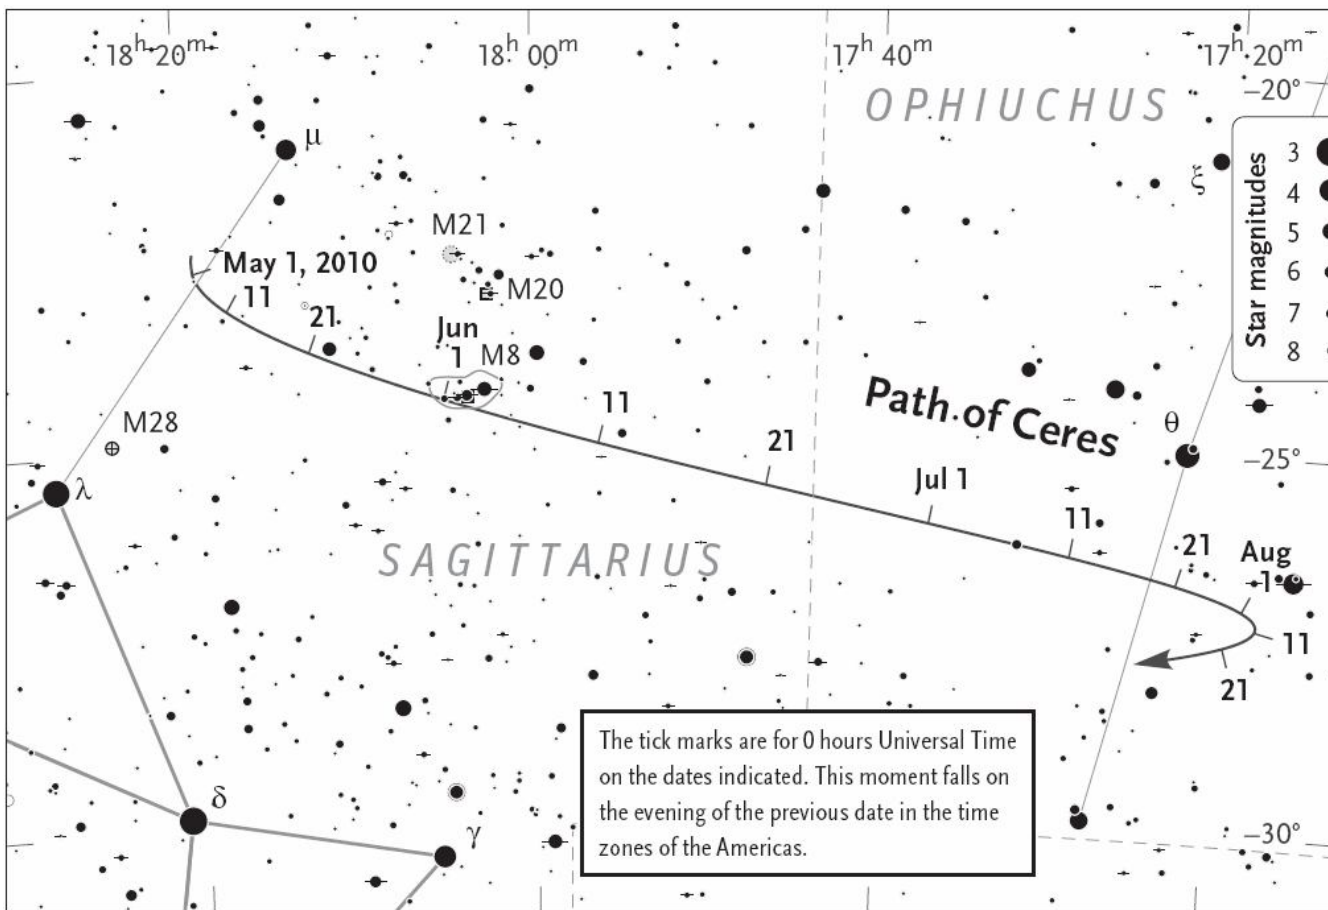 18h 20m
18h 00m
17h 40m
17h 20m
–20°
OPHIUCHUS
μ
ξ
Star magnitudes
3
4
5
6
7
8
M21
May 1, 2010
M20
11
21
Jun
1
M8
Path of Ceres
11
θ
M28
21
–25°
λ
Jul 1
11
SAGITTARIUS
21
Aug
1
11
21
The tick marks are for 0 hours Universal Time
on the dates indicated. This moment falls on
the evening of the previous date in the time
zones of the Americas.
δ
γ
–30°